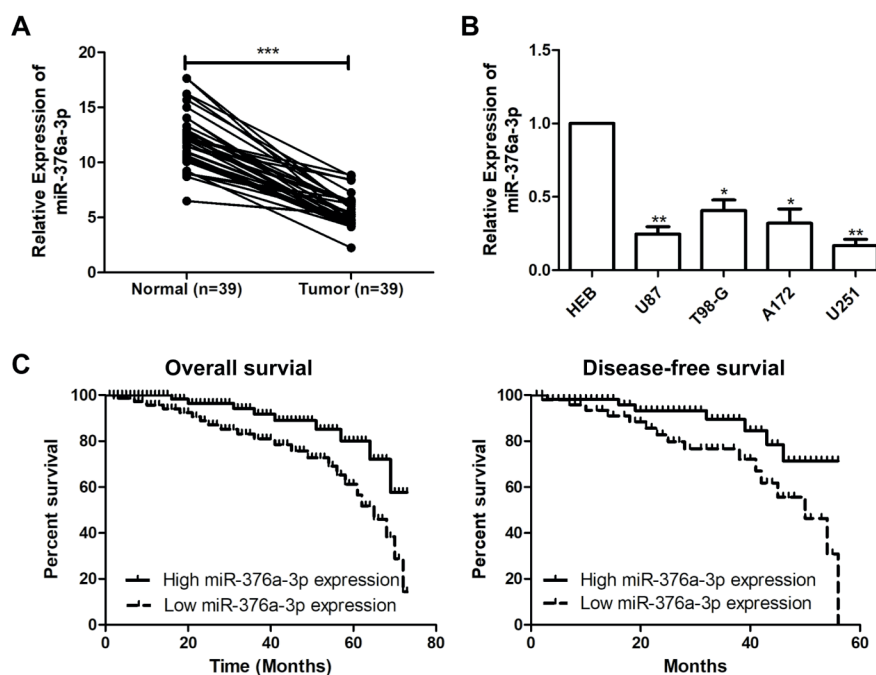 A
Relative Expression of
miR-376a-3p
20
15
10
5
0
***
Normal (n=39)
Tumor (n=39)
B
Relative Expression of
miR-376a-3p
1.5
1.0
0.5
0.0
**
*
*
**
HEB
U87
T98-G
A172
U251
C
Overall survial
Percent survival
100
80
60
40
20
0
High miR-376a-3p expression
Low miR-376a-3p expression
0 20 40 60 80
Time (Months)
Disease-free survial
Percent survival
100
80
60
40
20
0
High miR-376a-3p expression
Low miR-376a-3p expression
0 20 40 60
Months